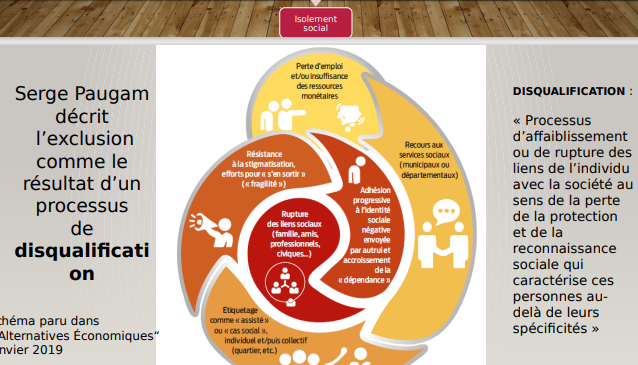 Isolement
social
Serge Paugam
décrit
l’exclusion
comme le
résultat d’un
processus
de
disqualificati
on
théma paru dans
Alternatives Économiques“
nvier 2019
Perte d'emploi
et/ou insuffisance
des ressources
monétaires
Recours aux
services sociaux
(municipaux ou
départementaux)
Résistance
à la stigmatisation,
efforts pour « s'en sortir »
(« fragilité »)
Adhésion
progressive
à l'identité
sociale
négative
envoyée
par autrui et
accroissement
de la
« dépendance »
Rupture
des liens sociaux
(famille, amis,
professionnels,
civiques...)
Etiquetage
comme « assisté »
ou « cas social »,
individuel et/puis collectif
(quartier, etc.)
DISQUALIFICATION :
« Processus
d’affaiblissement
ou de rupture des
liens de l’individu
avec la société au
sens de la perte
de la protection
et de la
reconnaissance
sociale qui
caractérise ces
personnes au-
delà de leurs
spécificités »